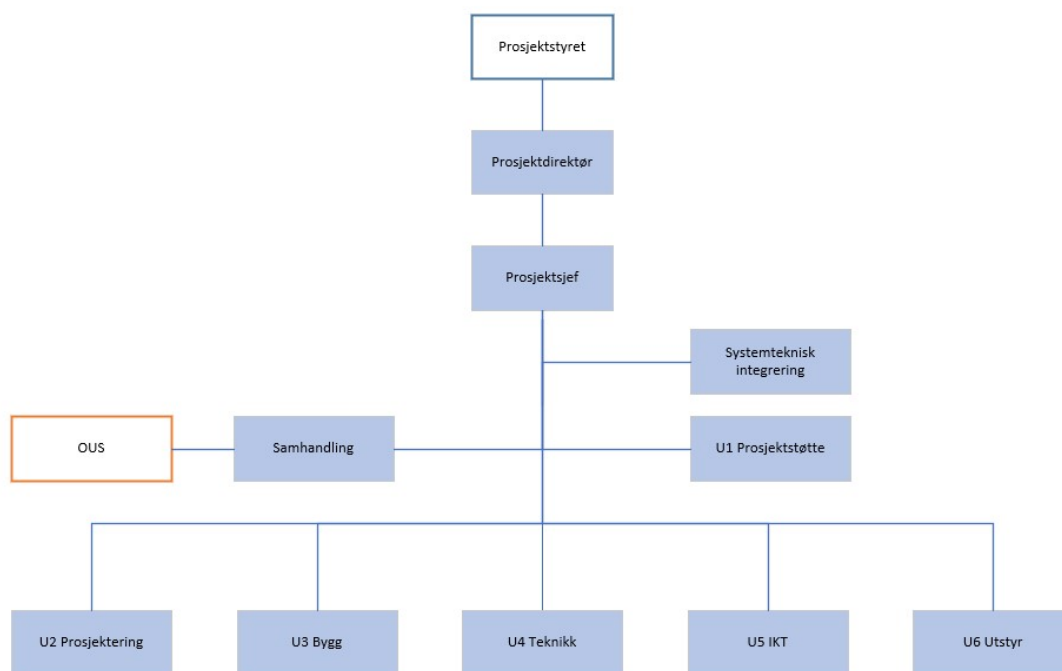 Prosjektstyret
Prosjektdirektør
Prosjektsjef
Systemteknisk
integrering
OUS
Samhandling
U1 Prosjektstøtte
U2 Prosjektering
U3 Bygg
U4 Teknikk
U5 IKT
U6 Utstyr